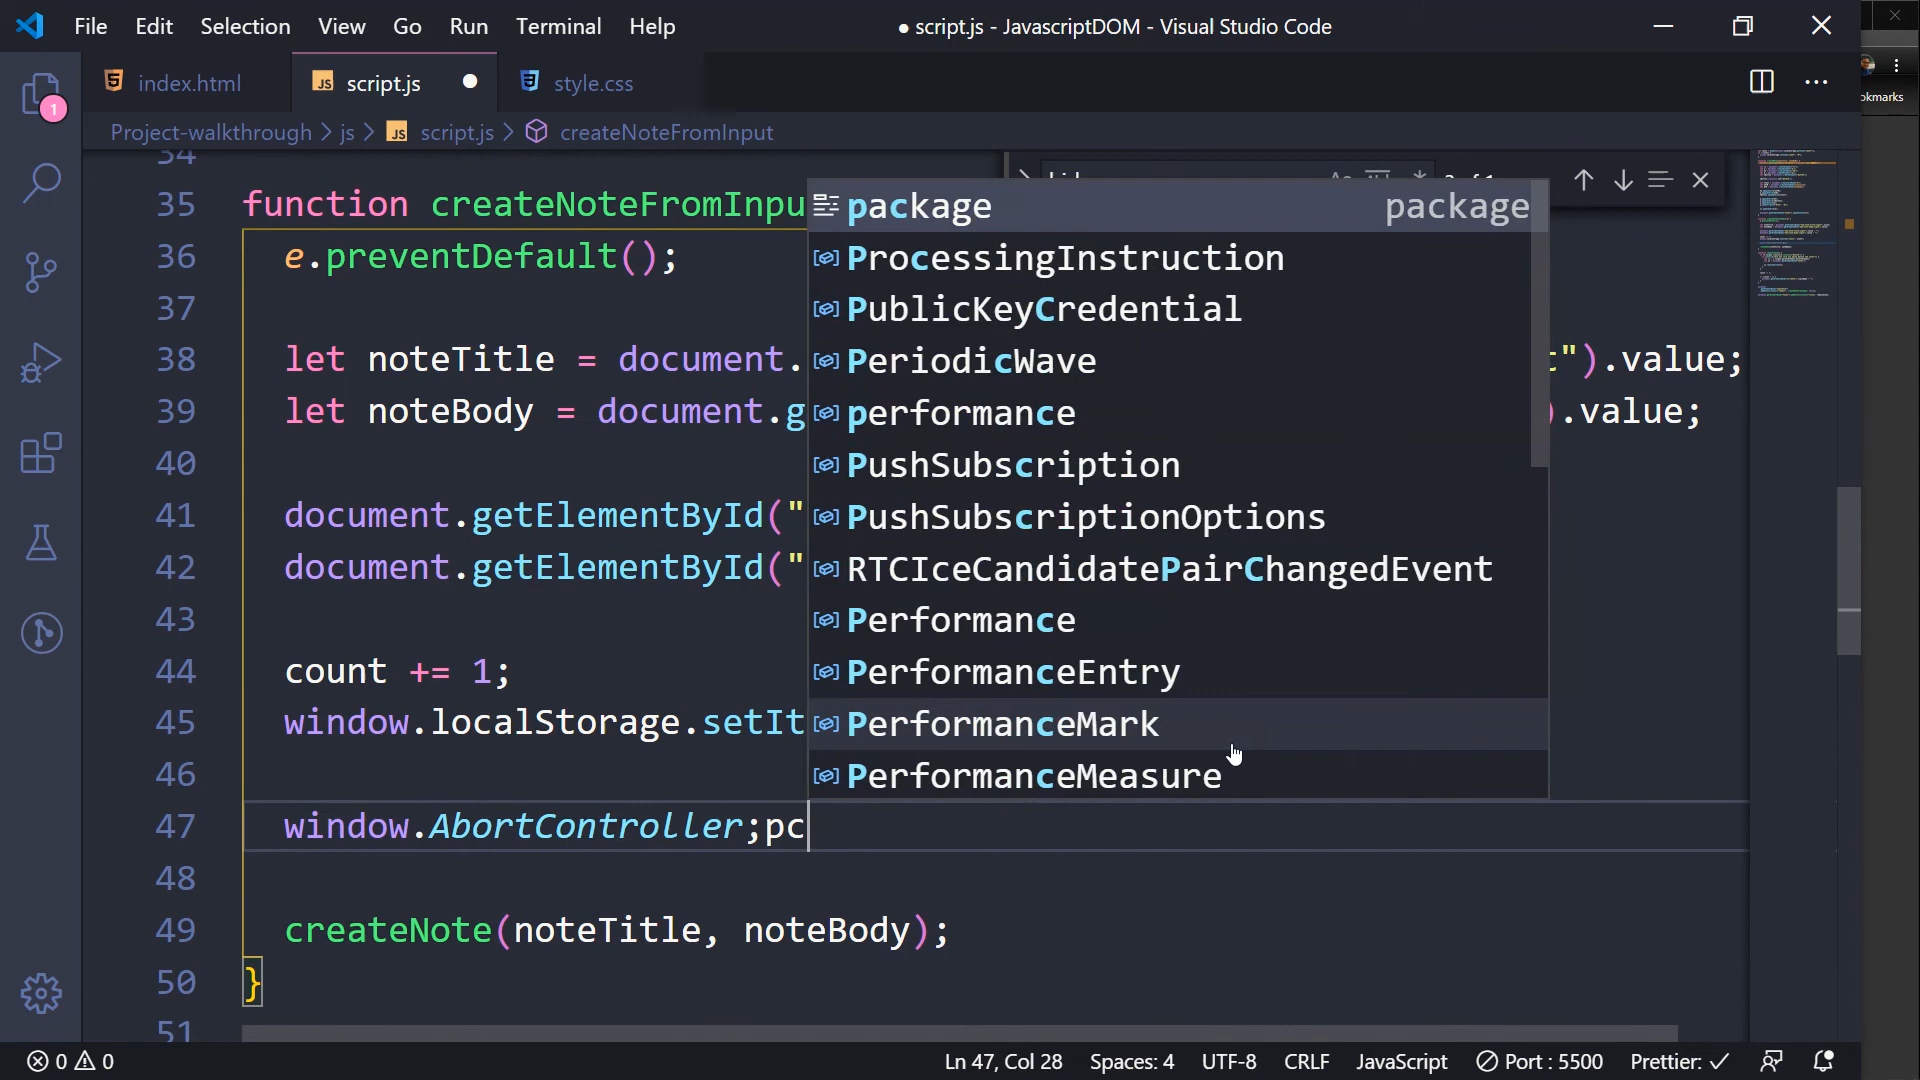 File Edit Selection View Go Run Terminal Help ● script.js - JavascriptDOM - Visual Studio Code
index.html JS script.js style.css
okmarks
1
Project-walkthrough > js > JS script.js > createNoteFromInput
34
35 function createNoteFromInpu
36 e.preventDefault();
37
38 let noteTitle = document. t").value;
39 let noteBody = document.g ).value;
40
41 document.getElementById("
42 document.getElementById("
43
44 count += 1;
45 window.localStorage.setIt
46
47 window.AbortController;pc
48
49 createNote(noteTitle, noteBody);
50 }
51
package package
ProcessingInstruction
PublicKeyCredential
PeriodicWave
performance
PushSubscription
PushSubscriptionOptions
RTCIceCandidatePairChangedEvent
Performance
PerformanceEntry
PerformanceMark
PerformanceMeasure
0 0 Ln 47, Col 28 Spaces: 4 UTF-8 CRLF JavaScript Port : 5500 Prettier: ✓